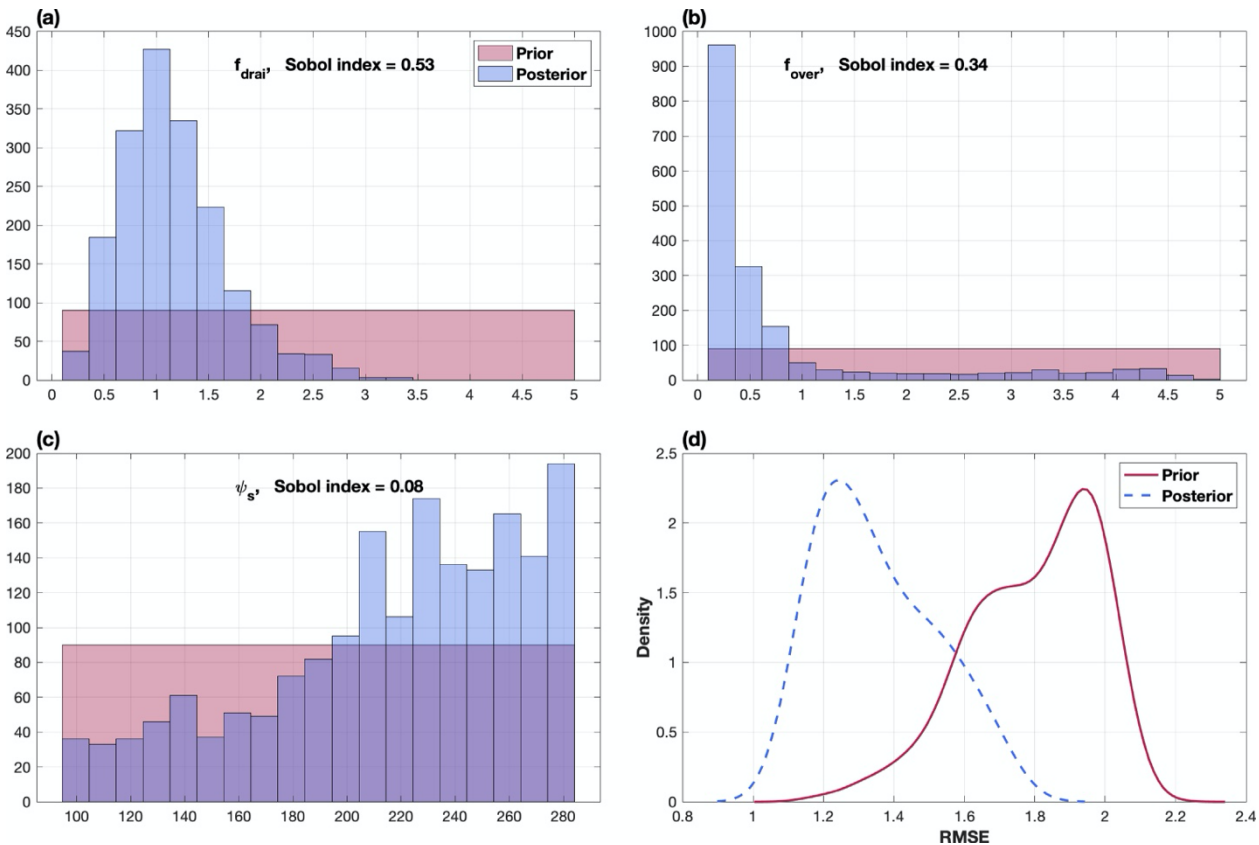 (a)
450
400
350
300
250
200
150
100
50
0
f_drai, Sobol index = 0.53
Prior
Posterior
0 0.5 1 1.5 2 2.5 3 3.5 4 4.5 5
(b)
1000
900
800
700
600
500
400
300
200
100
0
f_over, Sobol index = 0.34
0 0.5 1 1.5 2 2.5 3 3.5 4 4.5 5
(c)
200
180
160
140
120
100
80
60
40
20
0
ψ_s, Sobol index = 0.08
100 120 140 160 180 200 220 240 260 280
(d)
2.5
2
1.5
1
0.5
0
Density
Prior
Posterior
0.8 1 1.2 1.4 1.6 1.8 2 2.2 2.4
RMSE